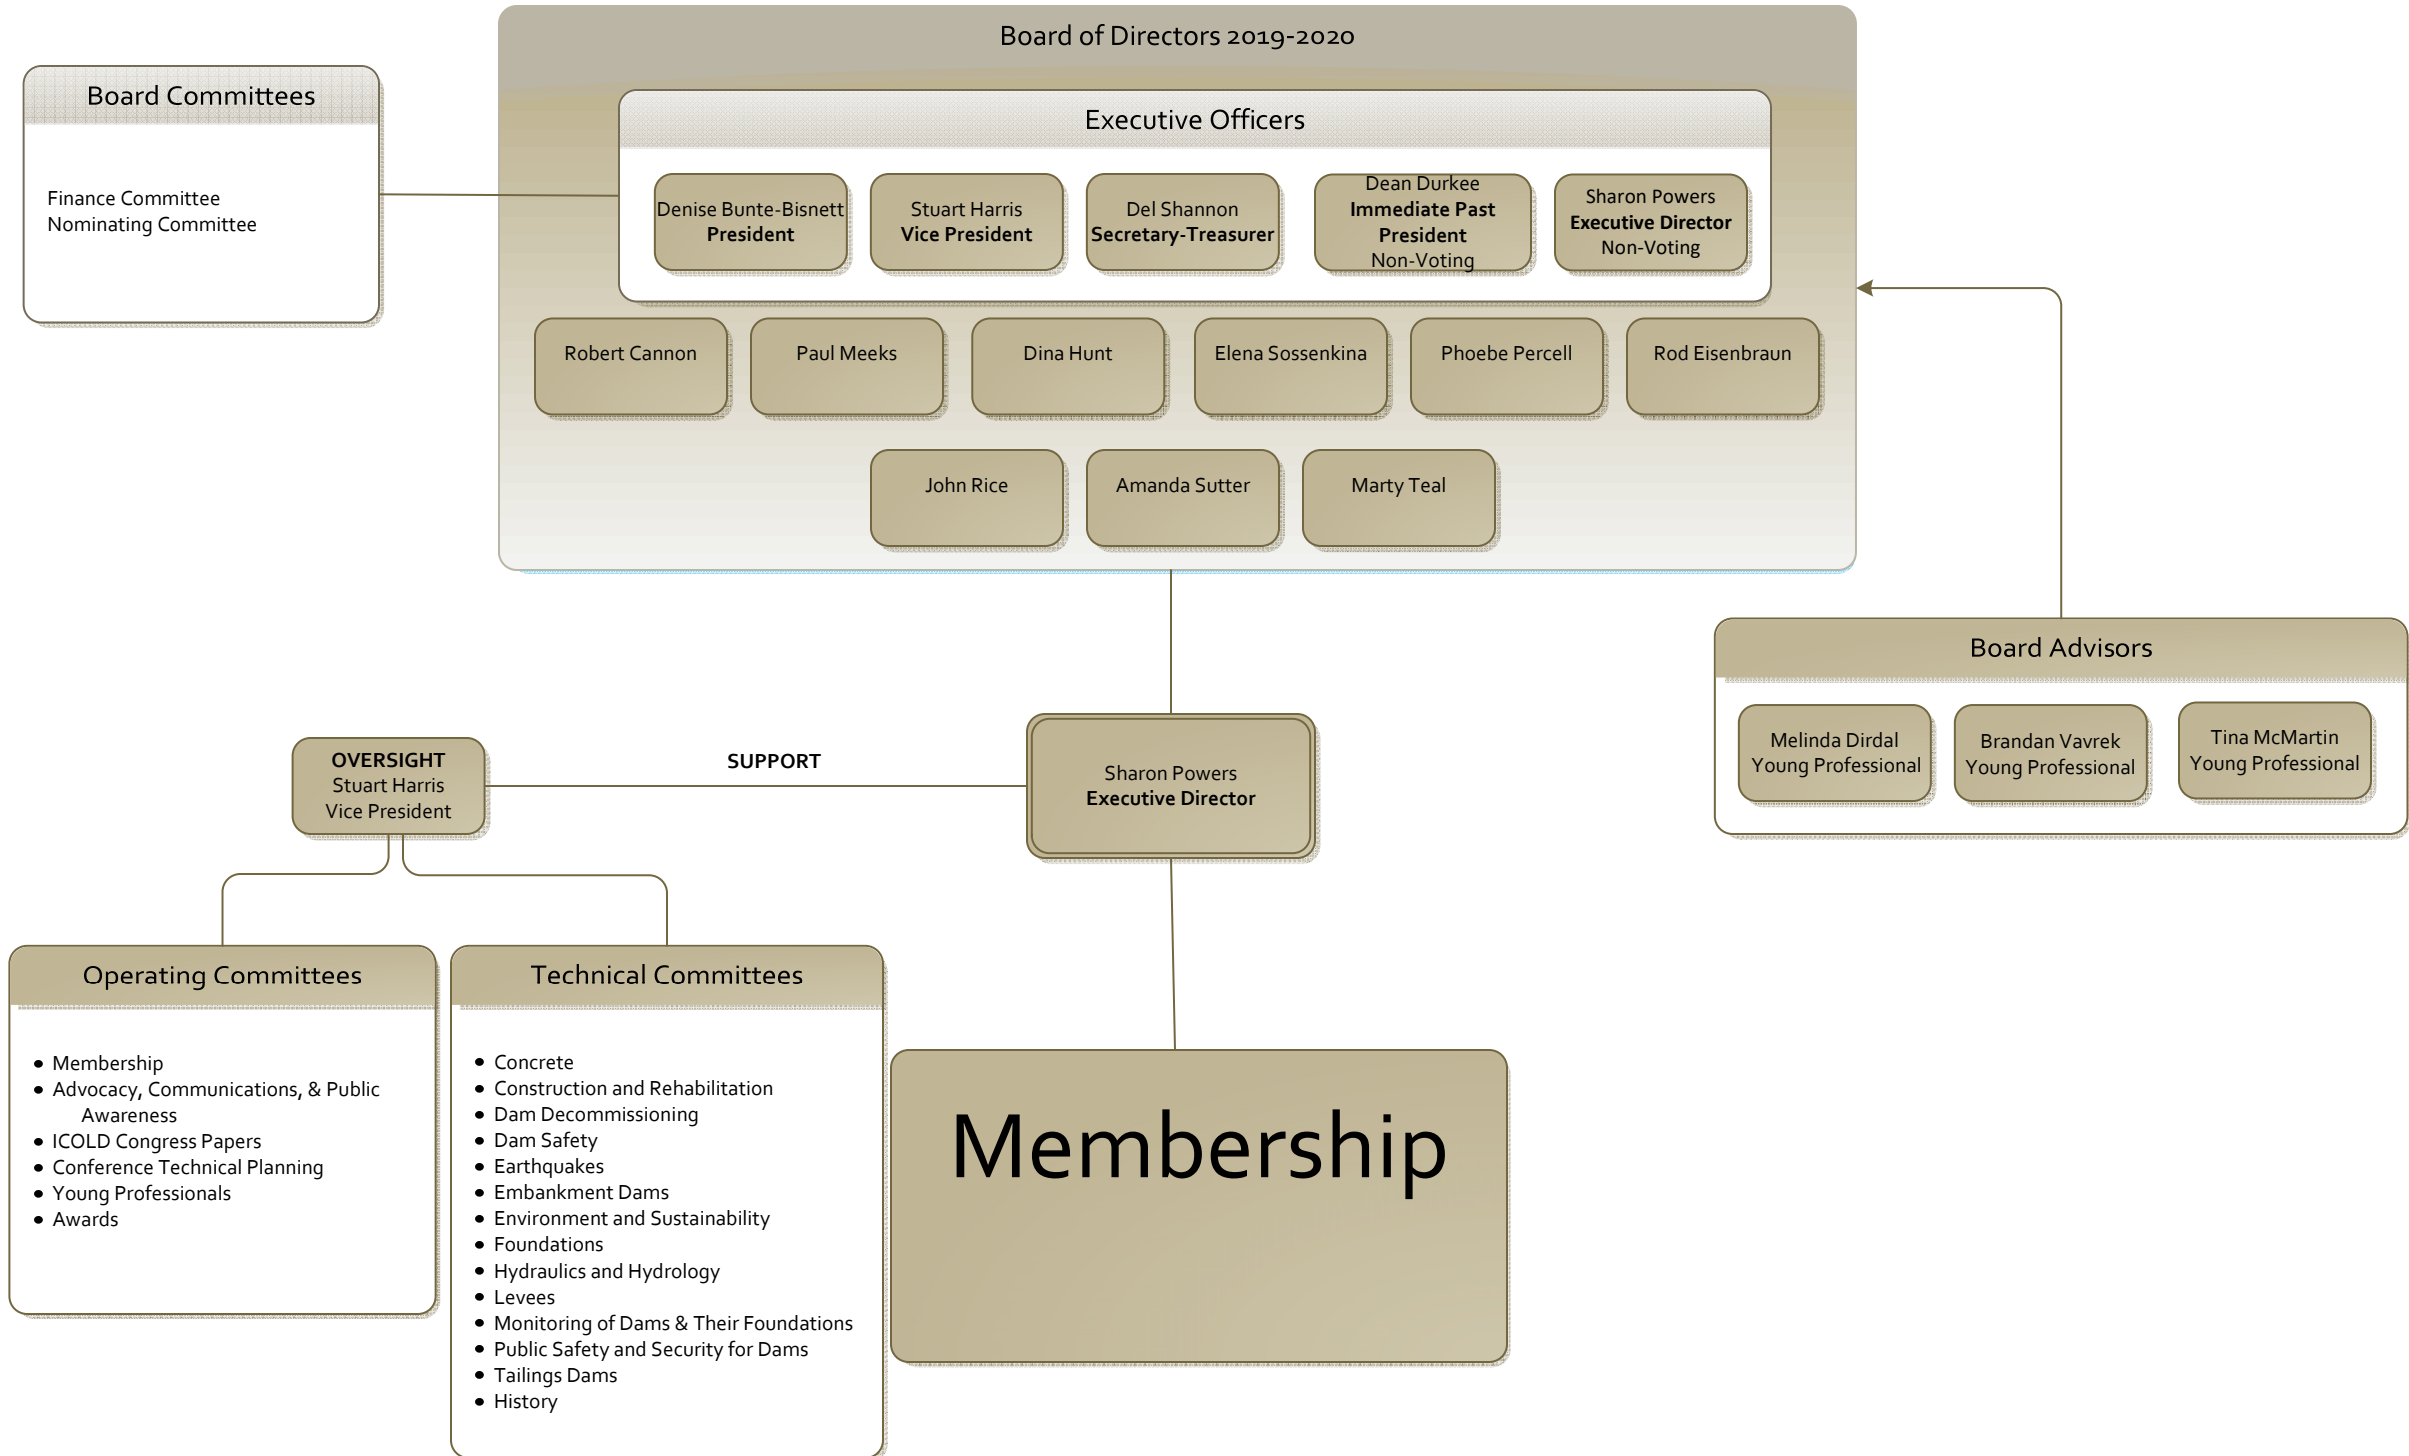 Board of Directors 2019-2020
Board Committees
Finance Committee
Nominating Committee
Executive Officers
Denise Bunte-Bisnett
President
Stuart Harris
Vice President
Del Shannon
Secretary-Treasurer
Dean Durkee
Immediate Past
President
Non-Voting
Sharon Powers
Executive Director
Non-Voting
Robert Cannon
Paul Meeks
Dina Hunt
Elena Sossenkina
Phoebe Percell
Rod Eisenbraun
John Rice
Amanda Sutter
Marty Teal
Board Advisors
Melinda Dirdal
Young Professional
Brandan Vavrek
Young Professional
Tina McMartin
Young Professional
OVERSIGHT
Stuart Harris
Vice President
SUPPORT
Sharon Powers
Executive Director
Operating Committees
• Membership
• Advocacy, Communications, & Public
Awareness
• ICOLD Congress Papers
• Conference Technical Planning
• Young Professionals
• Awards
Technical Committees
• Concrete
• Construction and Rehabilitation
• Dam Decommissioning
• Dam Safety
• Earthquakes
• Embankment Dams
• Environment and Sustainability
• Foundations
• Hydraulics and Hydrology
• Levees
• Monitoring of Dams & Their Foundations
• Public Safety and Security for Dams
• Tailings Dams
• History
Membership